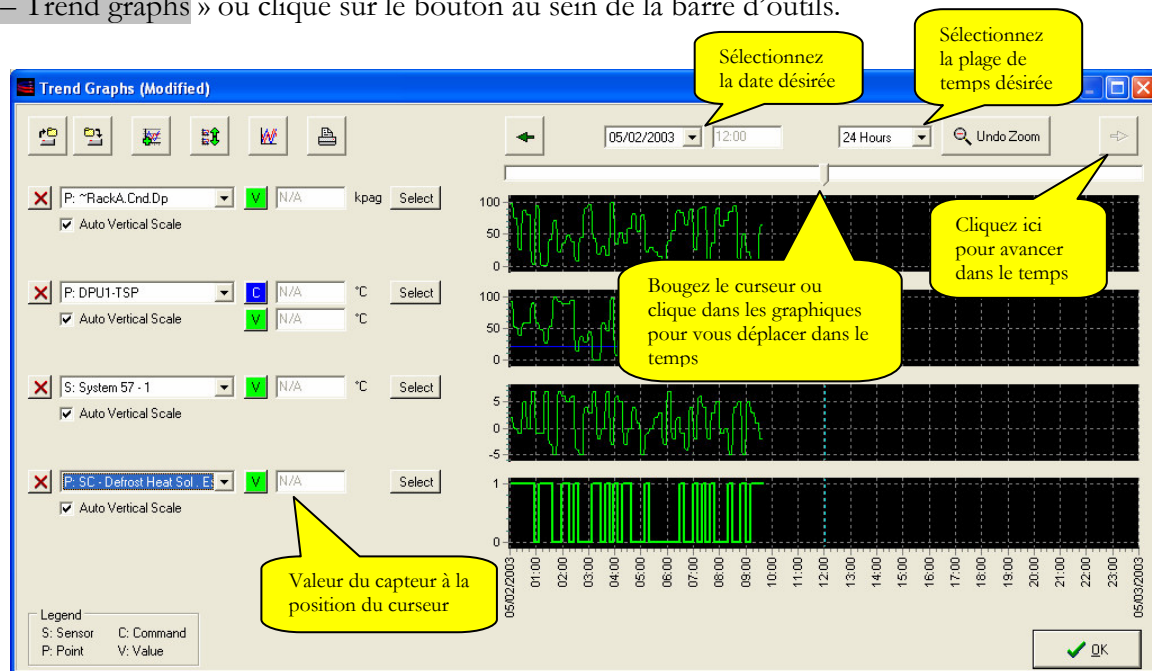 – Trend graphs » ou clique sur le bouton au sein de la barre d’outils.
Sélectionnez
la date désirée
Sélectionnez
la plage de
temps désirée
Trend Graphs (Modified)
05/02/2003
12:00
24 Hours
Undo Zoom
P: ~RackA.Cnd.Dp
V
N/A
kpag
Select
Auto Vertical Scale
100
50
0
Cliquez ici
pour avancer
dans le temps
Bougez le curseur ou
clique dans les graphiques
pour vous déplacer dans le
temps
P: DPU1-TSP
C
N/A
°C
Select
Auto Vertical Scale
V
N/A
°C
100
50
0
S: System 57 - 1
V
N/A
°C
Select
Auto Vertical Scale
5
0
-5
P: SC - Defrost Heat Sol . Es
V
N/A
Select
Auto Vertical Scale
1
0
Valeur du capteur à la
position du curseur
05/02/2003
01:00
02:00
03:00
04:00
05:00
06:00
07:00
08:00
09:00
10:00
11:00
12:00
13:00
14:00
15:00
16:00
17:00
18:00
19:00
20:00
21:00
22:00
23:00
05/03/2003
Legend
S: Sensor C: Command
P: Point V: Value
OK